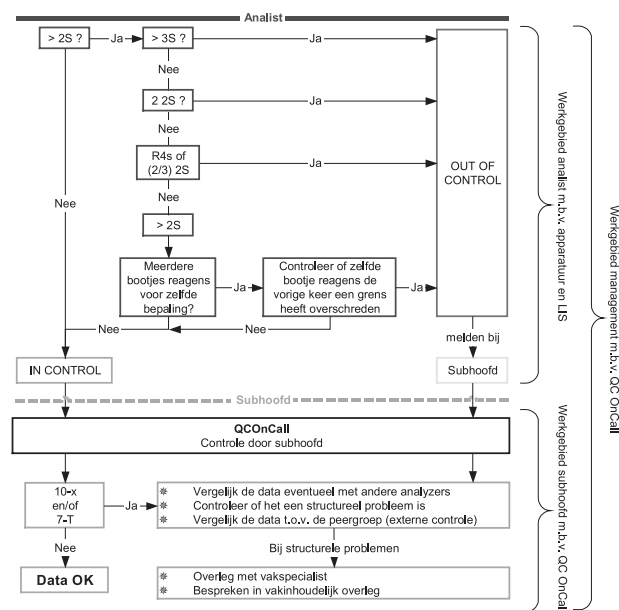 Analist
> 2S ?
Ja
> 3S ?
Ja
Nee
2 2S ?
Ja
Nee
R4s of
(2/3) 2S
Ja
Nee
Nee
> 2S
OUT OF
CONTROL
Meerdere
bootjes reagens
voor zelfde
bepaling?
Ja
Controleer of zelfde
bootje reagens de
vorige keer een grens
heeft overschreden
Ja
Nee
Nee
melden bij
IN CONTROL
Subhoofd
Subhoofd
QCOnCall
Controle door subhoofd
10-x
en/of
7-T
Ja
Vergelijk de data eventueel met andere analyzers
Controleer of het een structureel probleem is
Vergelijk de data t.o.v. de peergroep (externe controle)
Nee
Bij structurele problemen
Data OK
Overleg met vakspecialist
Bespreken in vakinhoudelijk overleg
Werkgebied analist m.b.v. apparatuur en LIS
Werkgebied subhoofd m.b.v. QC OnCall
Werkgebied management m.b.v. QC OnCall